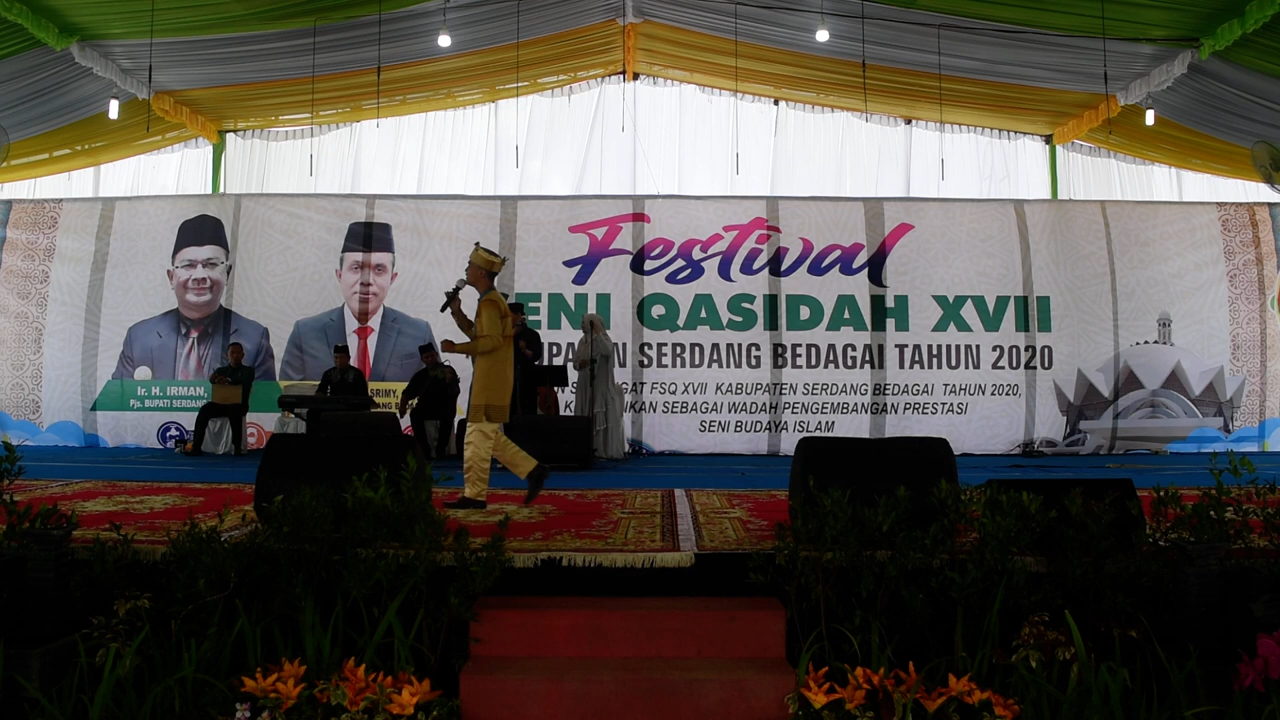 Festival
SENI QASIDAH XVII
SERDANG BEDAGAI TAHUN 2020
FSQ XVII KABUPATEN SERDANG BEDAGAI TAHUN 2020,
SEBAGAI WADAH PENGEMBANGAN PRESTASI
SENI BUDAYA ISLAM
Ir. H. IRMAN,
Pjs. BUPATI SERDANG